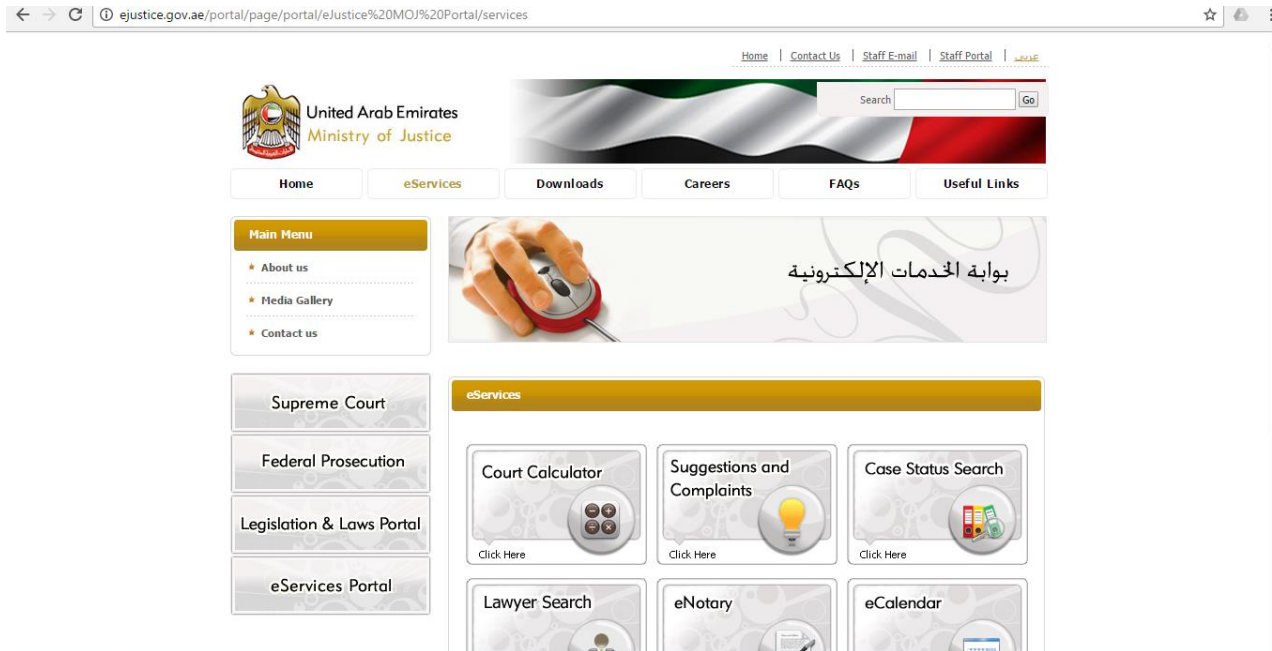 ejustice.gov.ae/portal/page/portal/eJustice%20MOJ%20Portal/services
Home | Contact Us | Staff E-mail | Staff Portal | عربي
United Arab Emirates
Ministry of Justice
Search Go
Home eServices Downloads Careers FAQs Useful Links
Main Menu
About us
Media Gallery
Contact us
بوابة الخدمات الإلكترونية
Supreme Court
Federal Prosecution
Legislation & Laws Portal
eServices Portal
eServices
Court Calculator
Click Here
Suggestions and
Complaints
Click Here
Case Status Search
Click Here
Lawyer Search
eNotary
eCalendar